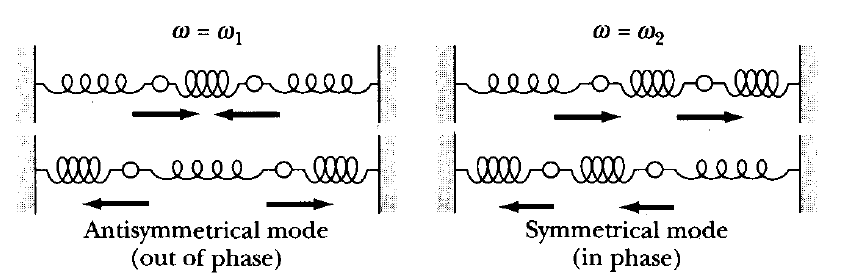 ω = ω₁
ω = ω₂
Antisymmetrical mode
(out of phase)
Symmetrical mode
(in phase)